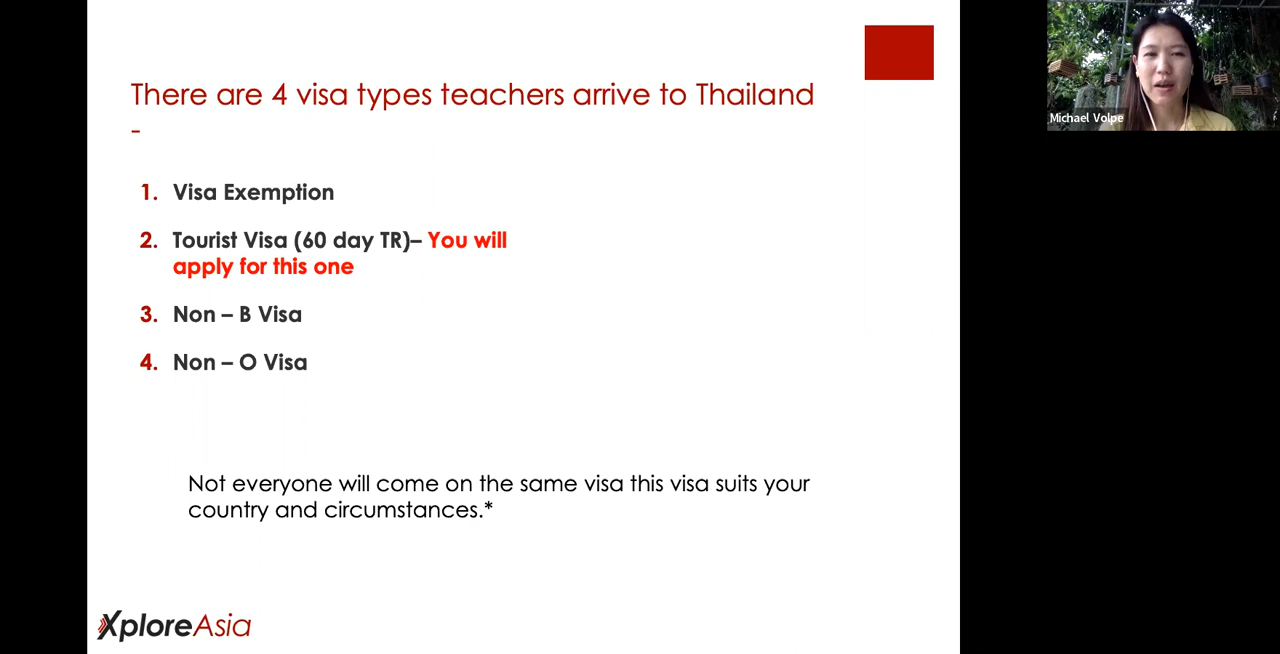 There are 4 visa types teachers arrive to Thailand
-
1. Visa Exemption
2. Tourist Visa (60 day TR)– You will
apply for this one
3. Non – B Visa
4. Non – O Visa
Not everyone will come on the same visa this visa suits your
country and circumstances.*
XploreAsia
Michael Volpe